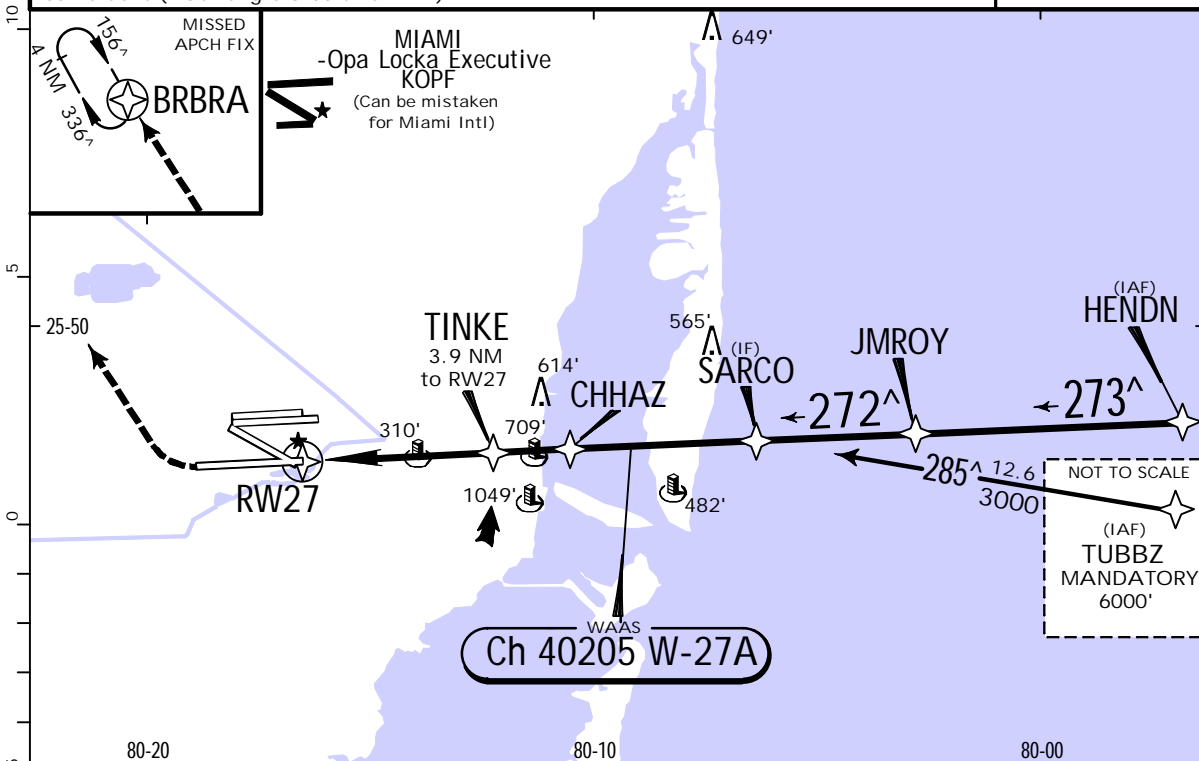 10
156^
MISSED
APCH FIX
4 NM
336^
BRBRA
MIAMI
-Opa Locka Executive
KOPF
(Can be mistaken
for Miami Intl)
649'
5
25-50
(IAF)
HENDN
565'
(IF)
SARCO
JMROY
TINKE
3.9 NM
to RW27
614'
CHHAZ
272^
273^
310'
709'
RW27
1049'
482'
285^
12.6
3000
NOT TO SCALE
(IAF)
TUBBZ
MANDATORY
6000'
0
WAAS
Ch 40205 W-27A
80-20
80-10
80-00